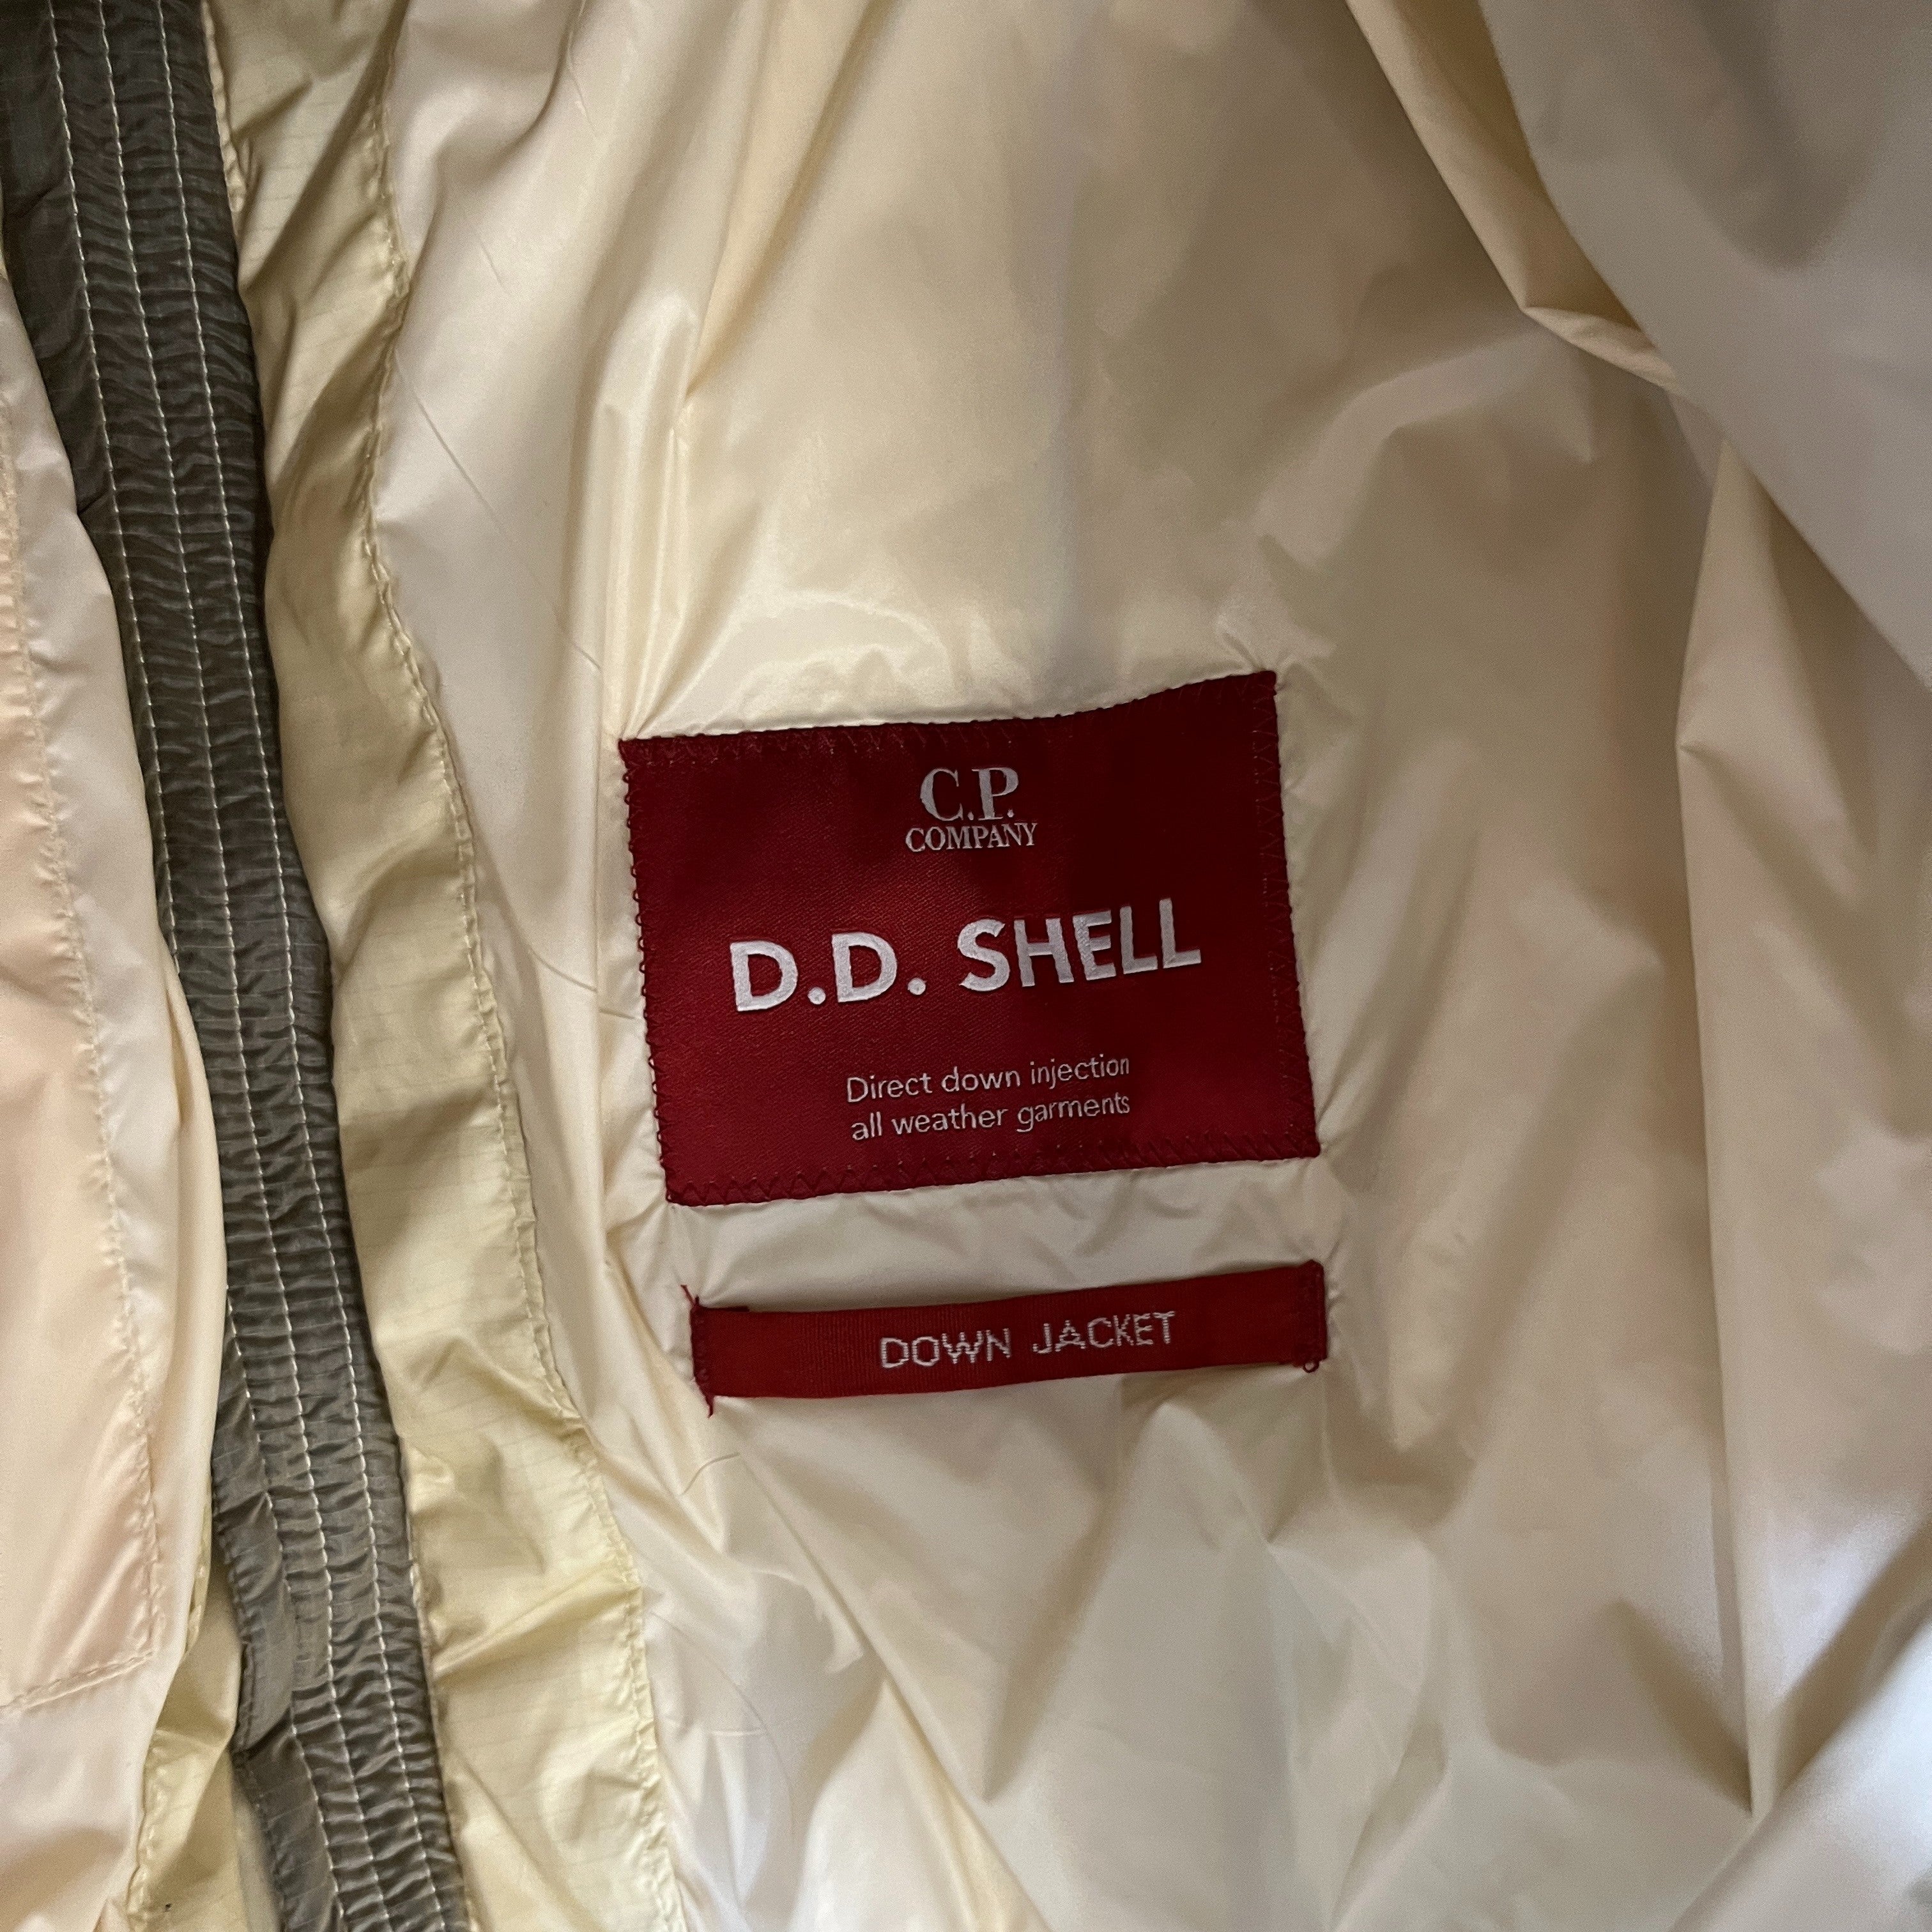 C.P.
COMPANY
D.D. SHELL
Direct down injection
all weather garments
DOWN JACKET